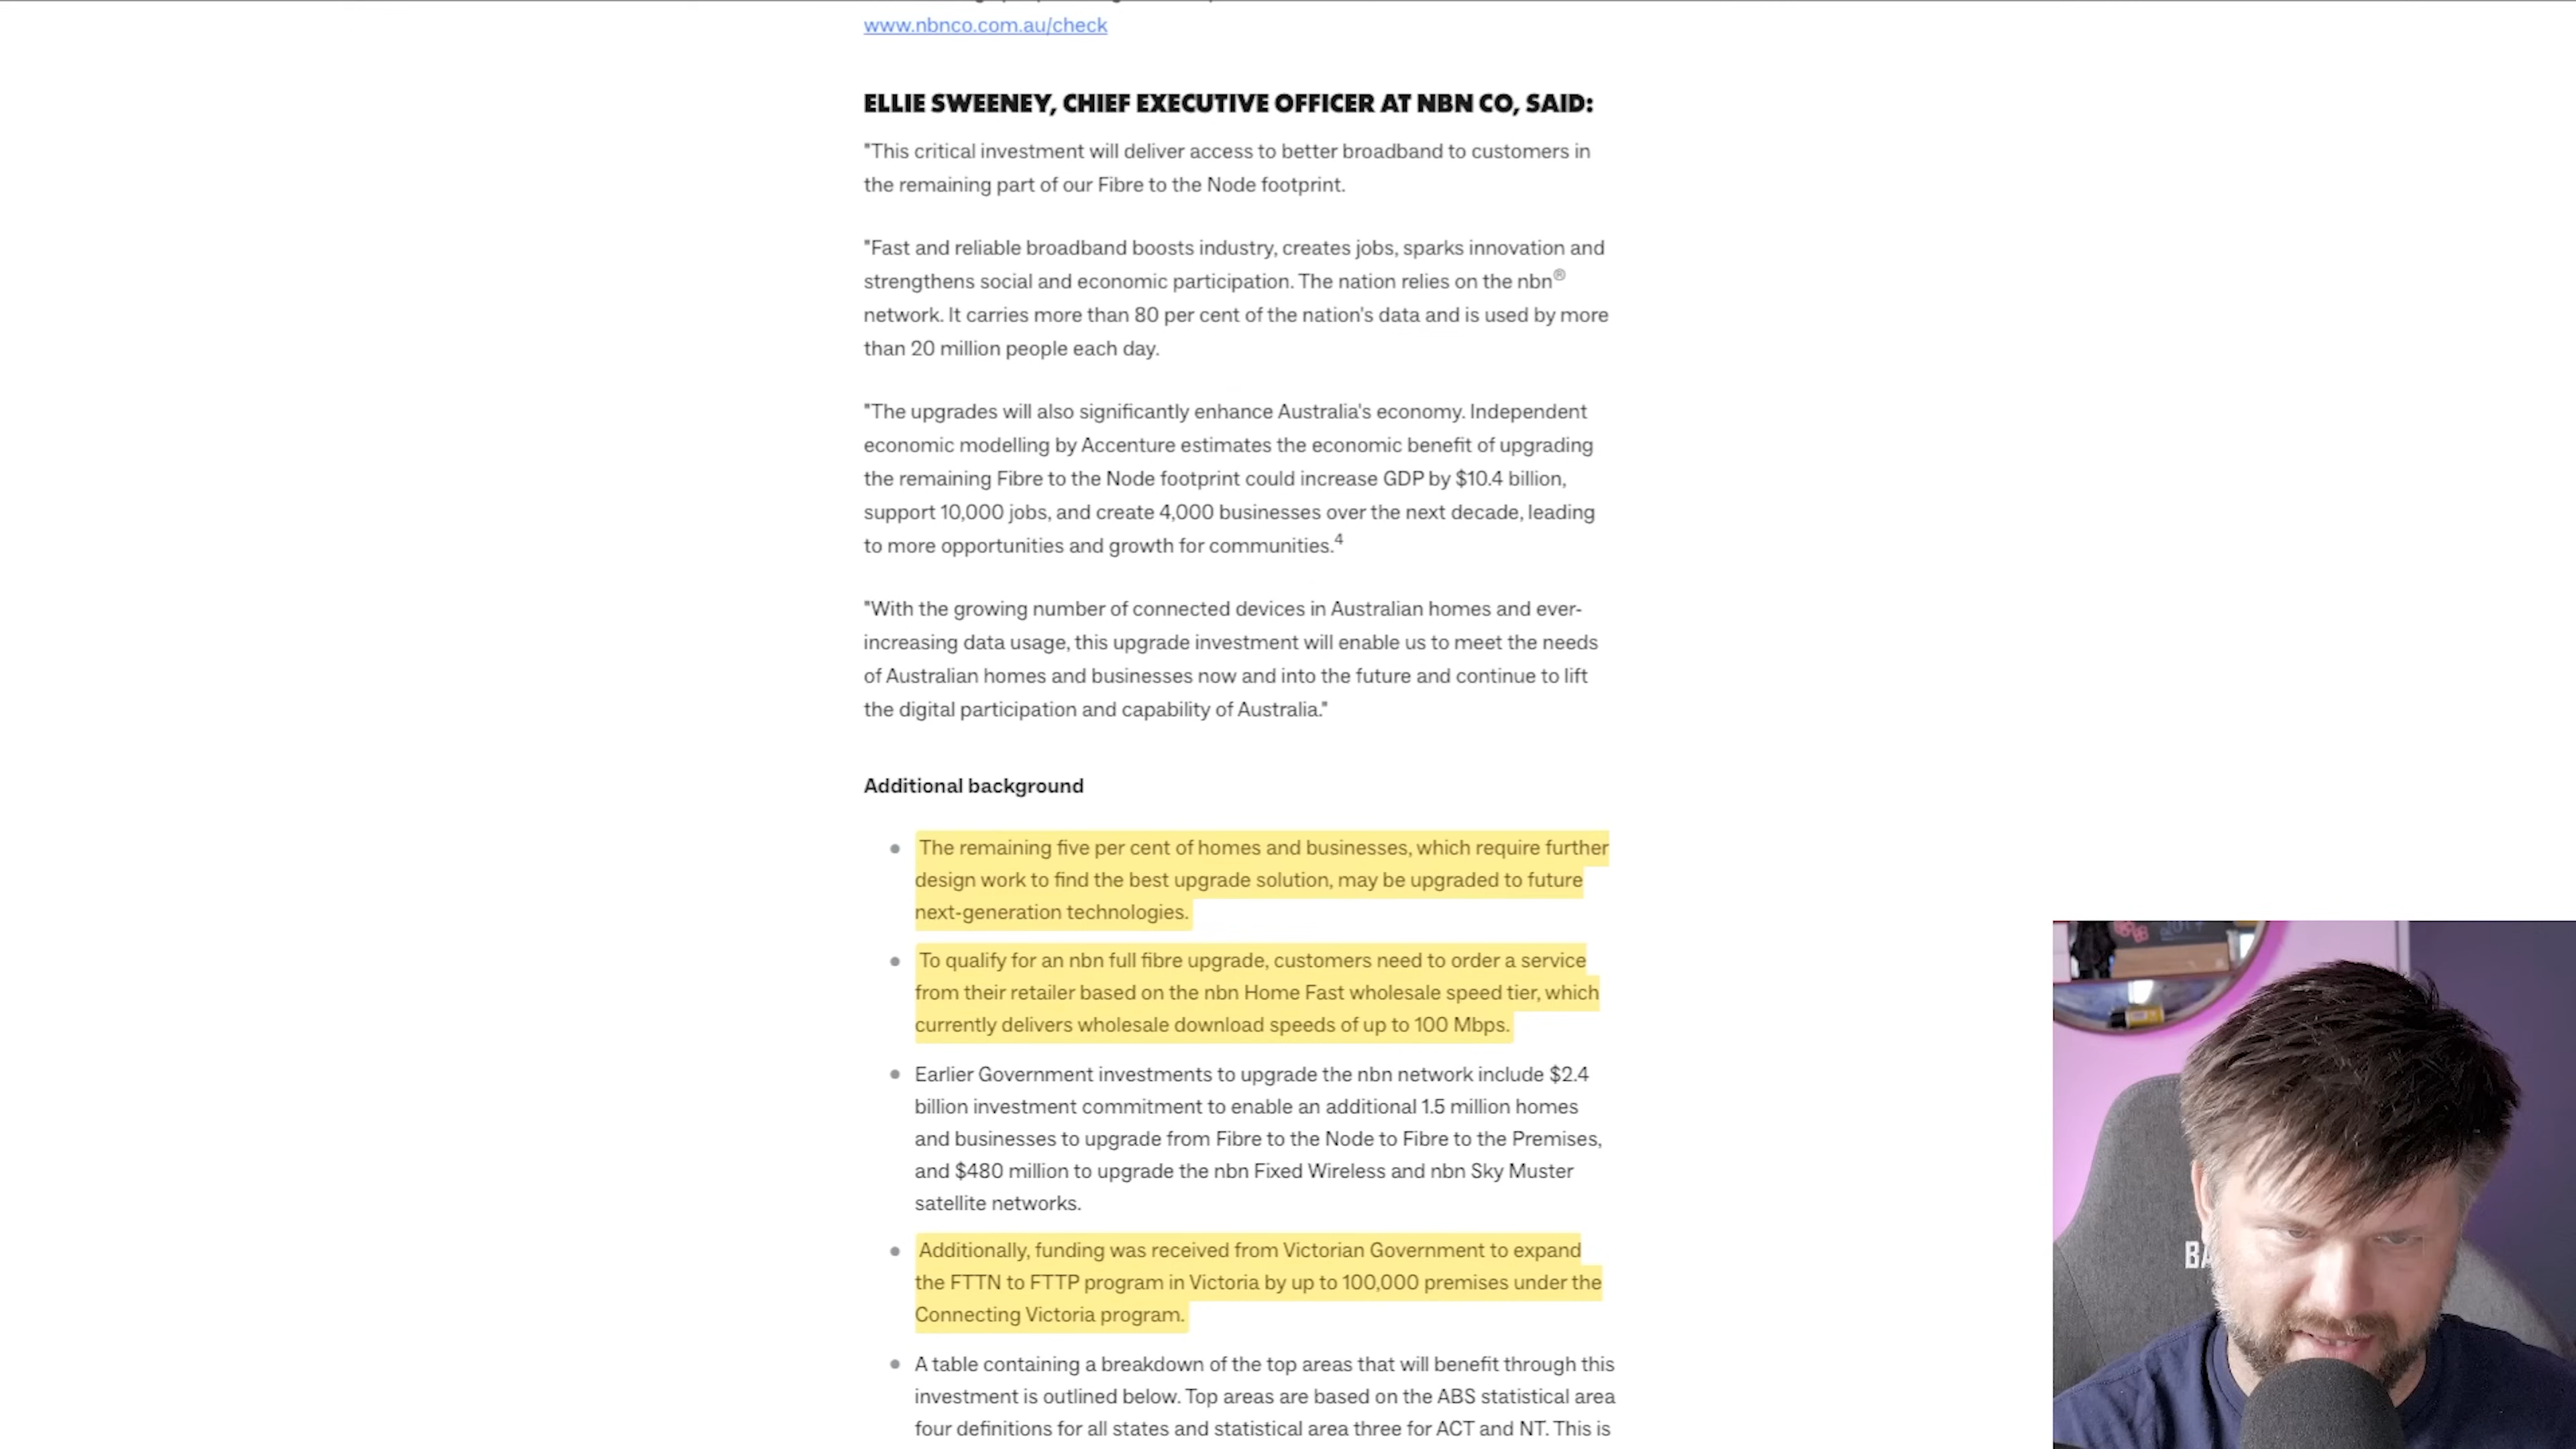 www.nbnco.com.au/check
ELLIE SWEENEY, CHIEF EXECUTIVE OFFICER AT NBN CO, SAID:
"This critical investment will deliver access to better broadband to customers in
the remaining part of our Fibre to the Node footprint.
"Fast and reliable broadband boosts industry, creates jobs, sparks innovation and
strengthens social and economic participation. The nation relies on the nbn®
network. It carries more than 80 per cent of the nation's data and is used by more
than 20 million people each day.
"The upgrades will also significantly enhance Australia's economy. Independent
economic modelling by Accenture estimates the economic benefit of upgrading
the remaining Fibre to the Node footprint could increase GDP by $10.4 billion,
support 10,000 jobs, and create 4,000 businesses over the next decade, leading
to more opportunities and growth for communities.4
"With the growing number of connected devices in Australian homes and ever-
increasing data usage, this upgrade investment will enable us to meet the needs
of Australian homes and businesses now and into the future and continue to lift
the digital participation and capability of Australia."
Additional background
The remaining five per cent of homes and businesses, which require further
design work to find the best upgrade solution, may be upgraded to future
next-generation technologies.
To qualify for an nbn full fibre upgrade, customers need to order a service
from their retailer based on the nbn Home Fast wholesale speed tier, which
currently delivers wholesale download speeds of up to 100 Mbps.
Earlier Government investments to upgrade the nbn network include $2.4
billion investment commitment to enable an additional 1.5 million homes
and businesses to upgrade from Fibre to the Node to Fibre to the Premises,
and $480 million to upgrade the nbn Fixed Wireless and nbn Sky Muster
satellite networks.
Additionally, funding was received from Victorian Government to expand
the FTTN to FTTP program in Victoria by up to 100,000 premises under the
Connecting Victoria program.
A table containing a breakdown of the top areas that will benefit through this
investment is outlined below. Top areas are based on the ABS statistical area
four definitions for all states and statistical area three for ACT and NT. This is